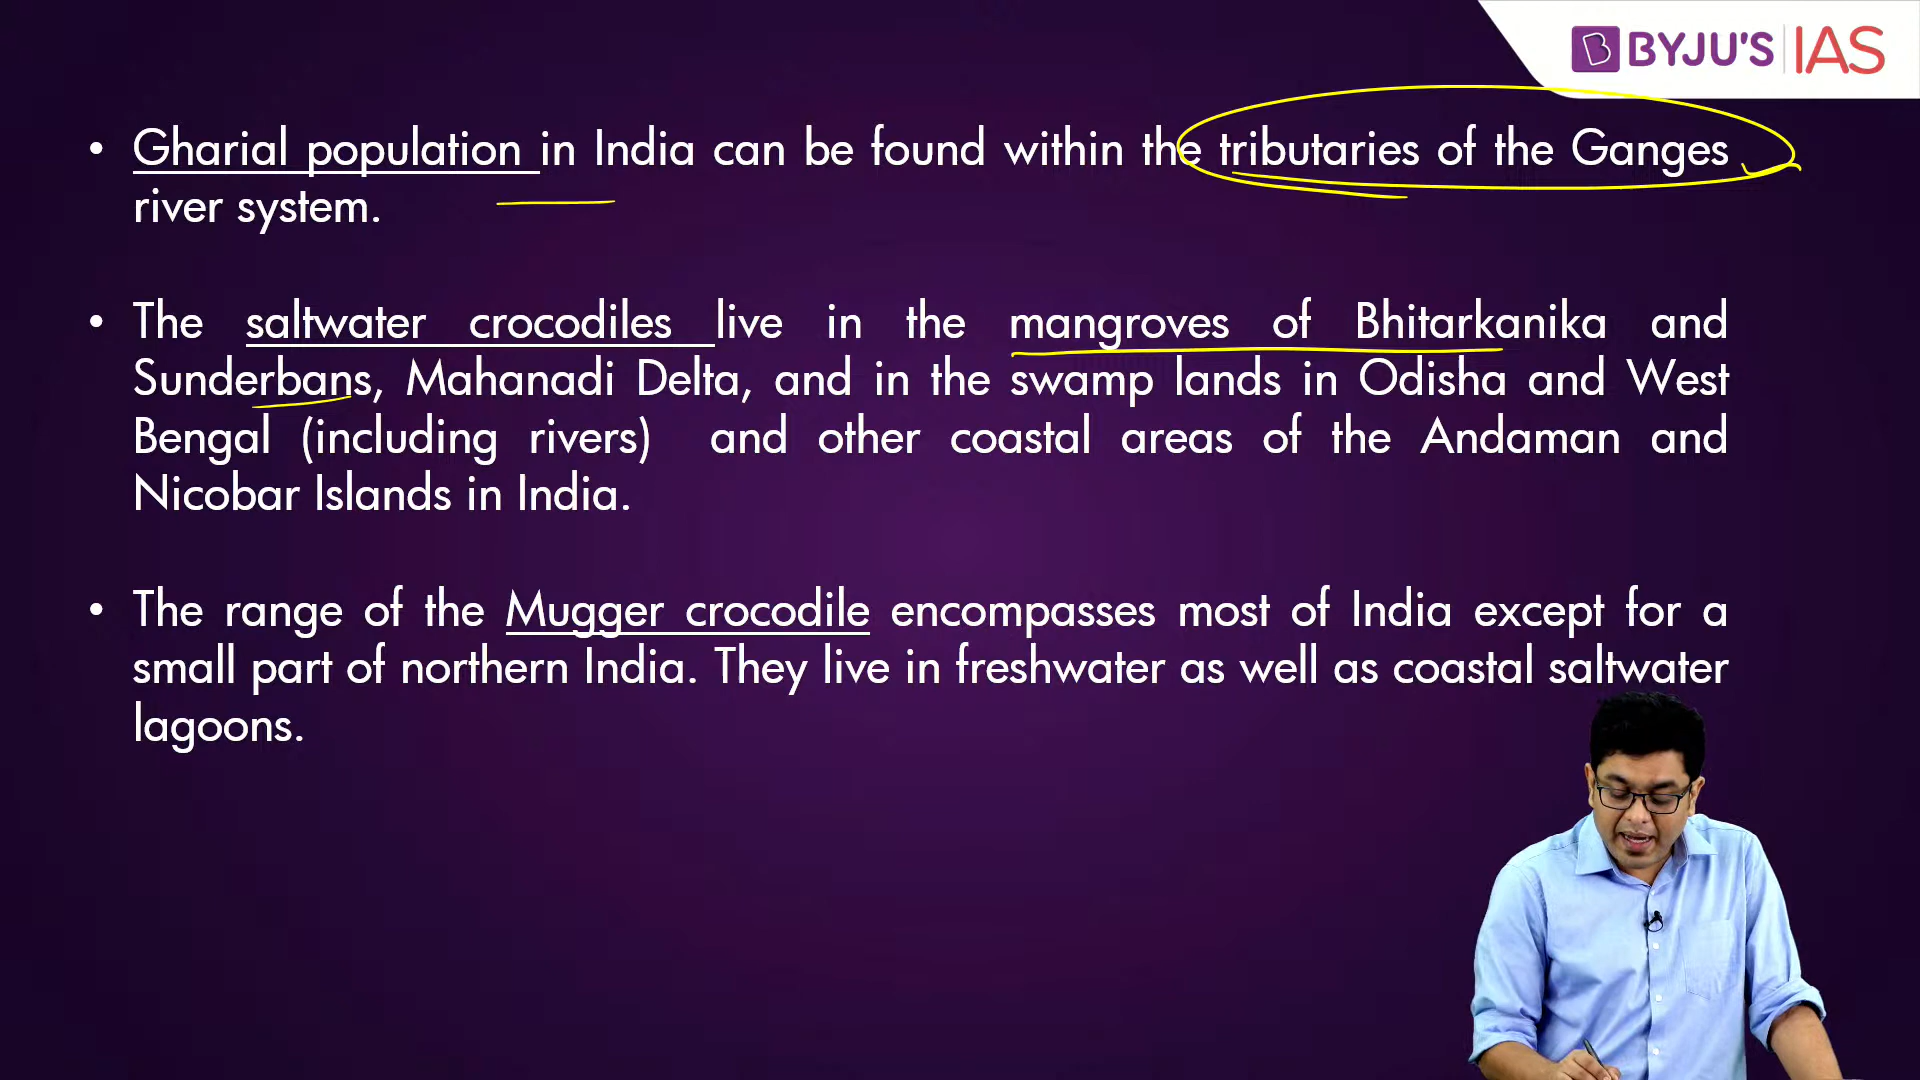 BYJU'S IAS
• Gharial population in India can be found within the tributaries of the Ganges
river system.
• The saltwater crocodiles live in the mangroves of Bhitarkanika and
Sunderbans, Mahanadi Delta, and in the swamp lands in Odisha and West
Bengal (including rivers) and other coastal areas of the Andaman and
Nicobar Islands in India.
• The range of the Mugger crocodile encompasses most of India except for a
small part of northern India. They live in freshwater as well as coastal saltwater
lagoons.